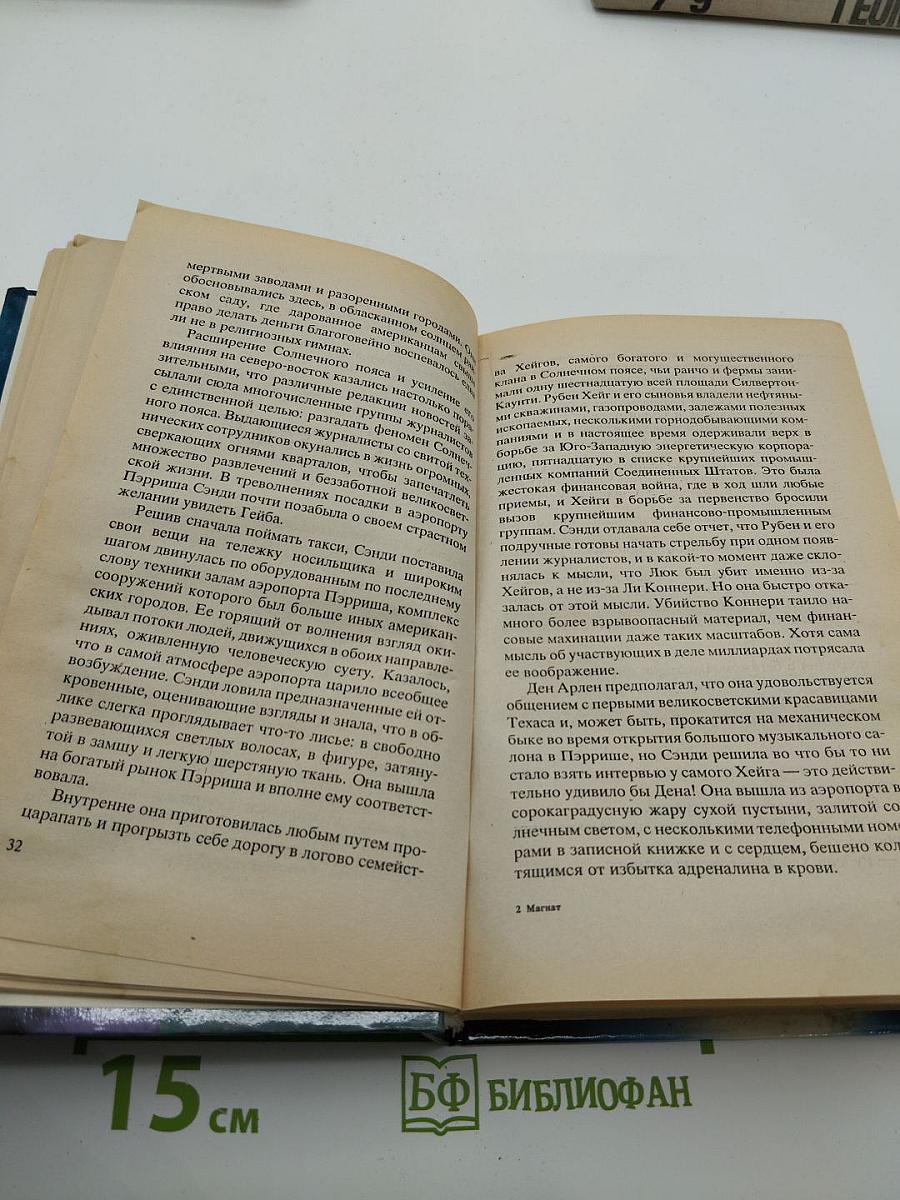 7 9
мертвыми заводами и разоренными городами.
обосновывались здесь, в обласканном солнцем рай-
ском саду, где дарованное американцам свыше
право делать деньги благоговейно воспевалось едва
ли не в религиозных гимнах.
Расширение Солнечного пояса и усиление его
влияния на северо-восток казались настолько пора-
зительными, что различные редакции новостей за-
сылали сюда многочисленные группы журналистов
с единственной целью: разгадать феномен Солнеч-
ного пояса. Выдающиеся журналисты со свитой тех-
нических сотрудников окунались в жизнь огромных,
сверкающих огнями кварталов, чтобы запечатлеть
множество развлечений и беззаботной великосвет-
ской жизни. В треволнениях посадки в аэропорту
Пэрриша Сэнди почти позабыла о своем страстном
желании увидеть Гейба.
Решив сначала поймать такси, Сэнди поставила
свои вещи на тележку носильщика и широким
шагом двинулась по оборудованным по последнему
слову техники залам аэропорта Пэрриша, комплекс
сооружений которого был больше иных американ-
ских городов. Ее горящий от волнения взгляд оки-
дывал потоки людей, движущихся в обоих направле-
ниях, оживленную человеческую суету. Казалось,
что в самой атмосфере аэропорта царило всеобщее
возбуждение. Сэнди ловила предназначенные ей от-
кровенные, оценивающие взгляды и знала, что в об-
лике слегка проглядывает что-то лисье: в свободно
развевающихся светлых волосах, в фигуре, затяну-
той в замшу и легкую шерстяную ткань. Она вышла
на богатый рынок Пэрриша и вполне ему соответст-
вовала.
Внутренне она приготовилась любым путем про-
царапать и прогрызть себе дорогу в логово семейст-
32
ва Хейгов, самого богатого и могущественного
клана в Солнечном поясе, чьи ранчо и фермы зани-
мали одну шестнадцатую всей площади Силвертон-
Каунти. Рубен Хейг и его сыновья владели нефтяны-
ми скважинами, газопроводами, залежами полезных
ископаемых, несколькими горнодобывающими ком-
паниями и в настоящее время одерживали верх в
борьбе за Юго-Западную энергетическую корпора-
цию, пятнадцатую в списке крупнейших промыш-
ленных компаний Соединенных Штатов. Это была
жестокая финансовая война, где в ход шли любые
приемы, и Хейги в борьбе за первенство бросили
вызов крупнейшим финансово-промышленным
группам. Сэнди отдавала себе отчет, что Рубен и его
подручные готовы начать стрельбу при одном появ-
лении журналистов, и в какой-то момент даже скло-
нялась к мысли, что Люк был убит именно из-за
Хейгов, а не из-за Ли Коннери. Но она быстро отка-
залась от этой мысли. Убийство Коннери таило на-
много более взрывоопасный материал, чем финан-
совые махинации даже таких масштабов. Хотя сама
мысль об участвующих в деле миллиардах потрясала
ее воображение.
Ден Арлен предполагал, что она удовольствуется
общением с первыми великосветскими красавицами
Техаса и, может быть, прокатится на механическом
быке во время открытия большого музыкального са-
лона в Пэррише, но Сэнди решила во что бы то ни
стало взять интервью у самого Хейга — это действи-
тельно удивило бы Дена! Она вышла из аэропорта в
сорокаградусную жару сухой пустыни, залитой со
лнечным светом, с несколькими телефонными номе
рами в записной книжке и с сердцем, бешено кол
тящимся от избытка адреналина в крови.
2 Магнат
15 см
БФ БИБЛИОФАН